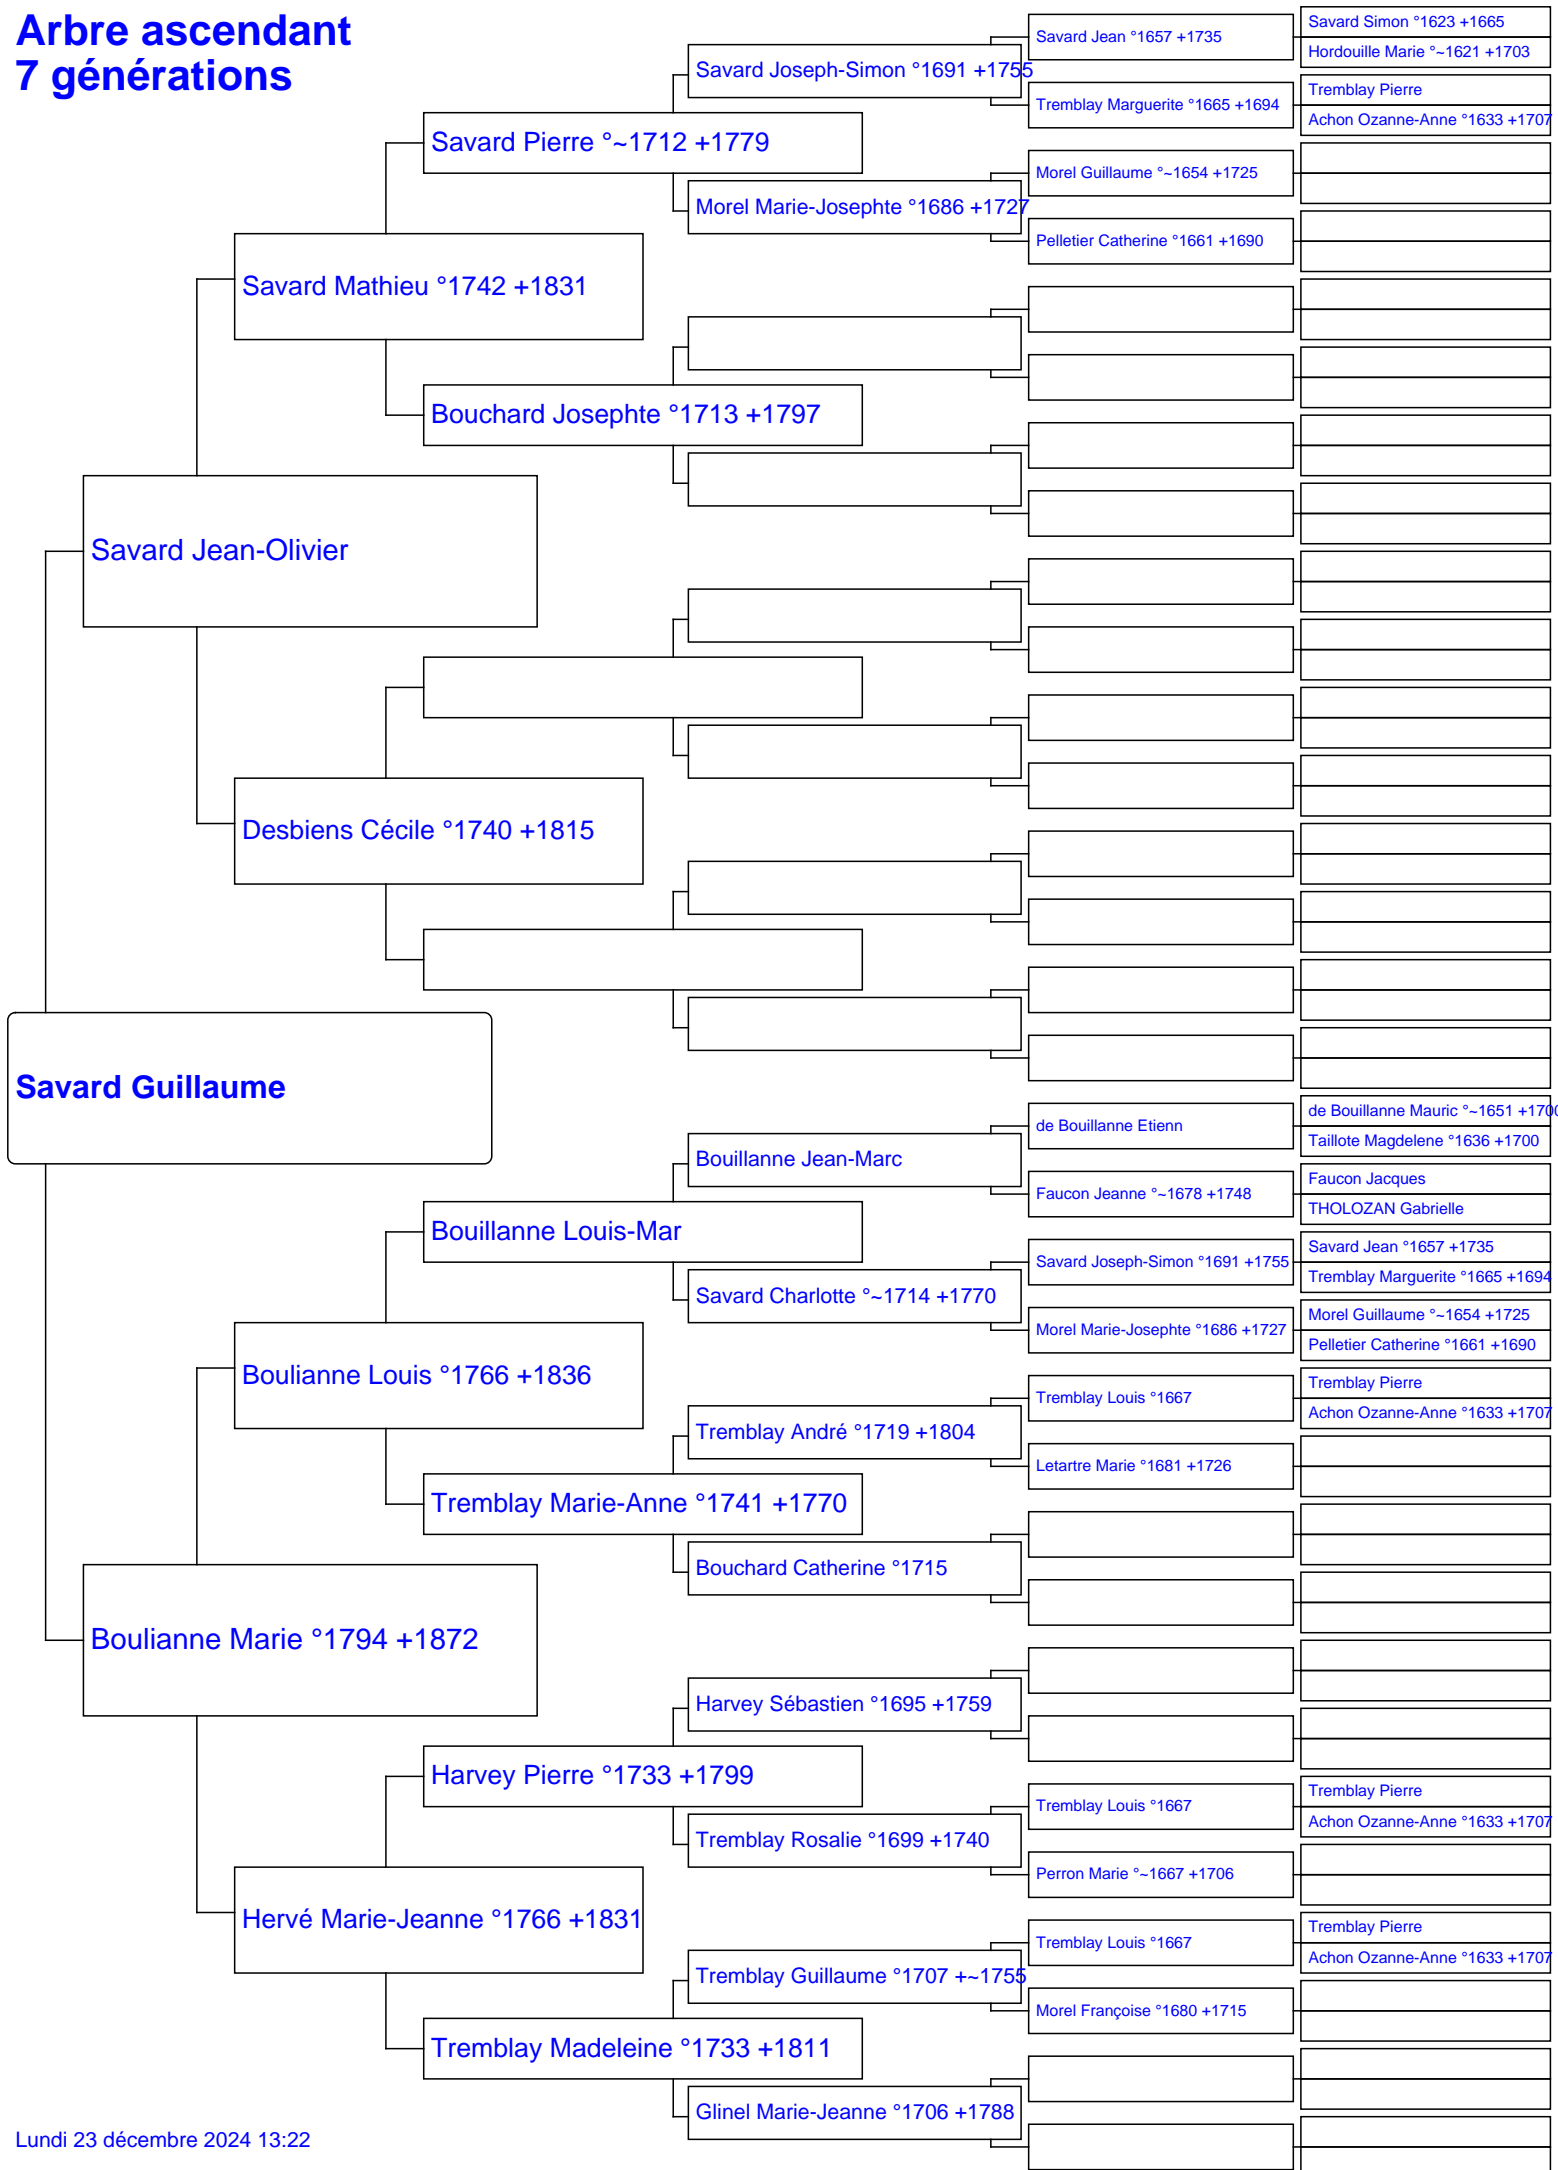 Arbre ascendant
7 générations
Savard Simon °1623 +1665
Savard Jean °1657 +1735
Hordouille Marie °~1621 +1703
Savard Joseph-Simon °1691 +1755
Tremblay Pierre
Tremblay Marguerite °1665 +1694
Achon Ozanne-Anne °1633 +1707
Savard Pierre °~1712 +1779
Morel Guillaume °~1654 +1725
Morel Marie-Josephte °1686 +1727
Pelletier Catherine °1661 +1690
Savard Mathieu °1742 +1831
Bouchard Josephte °1713 +1797
Savard Jean-Olivier
Desbiens Cécile °1740 +1815
Savard Guillaume
de Bouillanne Mauric °~1651 +1700
de Bouillanne Etienn
Taillote Magdelene °1636 +1700
Bouillanne Jean-Marc
Faucon Jacques
Faucon Jeanne °~1678 +1748
THOLOZAN Gabrielle
Bouillanne Louis-Mar
Savard Jean °1657 +1735
Savard Joseph-Simon °1691 +1755
Tremblay Marguerite °1665 +1694
Savard Charlotte °~1714 +1770
Morel Guillaume °~1654 +1725
Morel Marie-Josephte °1686 +1727
Pelletier Catherine °1661 +1690
Boulianne Louis °1766 +1836
Tremblay Pierre
Tremblay Louis °1667
Achon Ozanne-Anne °1633 +1707
Tremblay André °1719 +1804
Letartre Marie °1681 +1726
Tremblay Marie-Anne °1741 +1770
Bouchard Catherine °1715
Boulianne Marie °1794 +1872
Harvey Sébastien °1695 +1759
Harvey Pierre °1733 +1799
Tremblay Pierre
Tremblay Louis °1667
Achon Ozanne-Anne °1633 +1707
Tremblay Rosalie °1699 +1740
Perron Marie °~1667 +1706
Hervé Marie-Jeanne °1766 +1831
Tremblay Pierre
Tremblay Louis °1667
Achon Ozanne-Anne °1633 +1707
Tremblay Guillaume °1707 +~1755
Morel Françoise °1680 +1715
Tremblay Madeleine °1733 +1811
Glinel Marie-Jeanne °1706 +1788
Lundi 23 décembre 2024 13:22